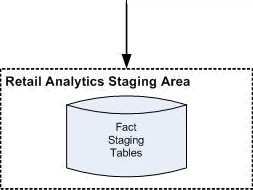 Retail Analytics Staging Area
Fact
Staging
Tables